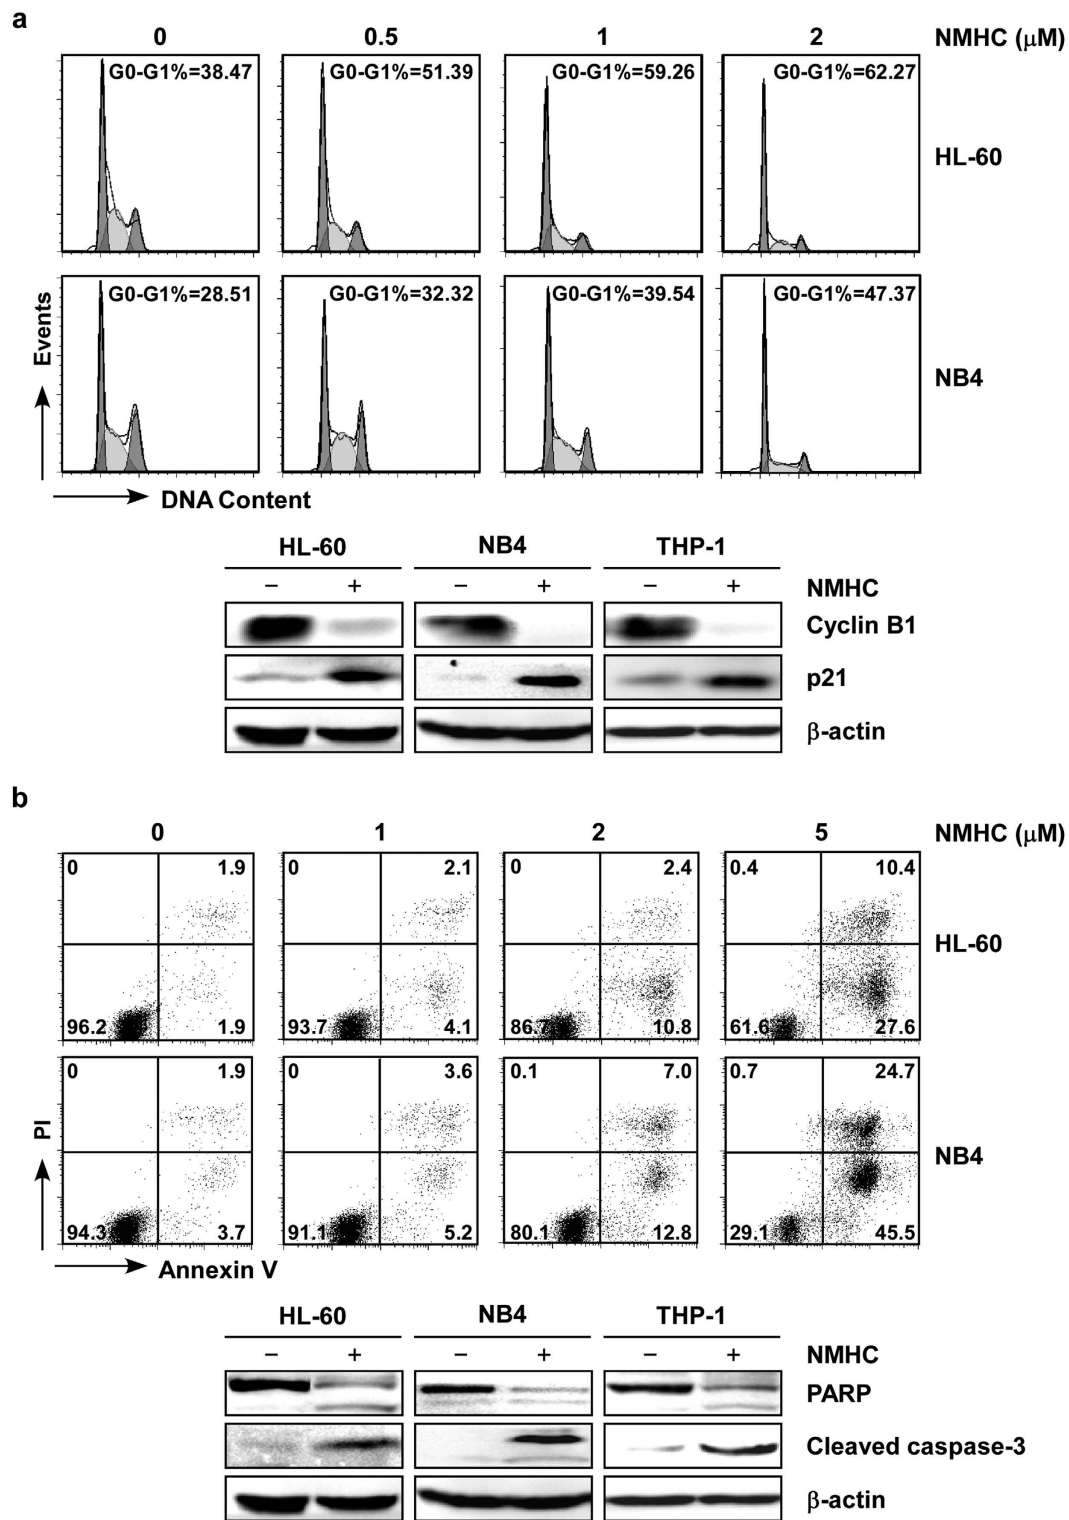 a
0 0.5 1 2 NMHC (μM)
G0-G1%=38.47 G0-G1%=51.39 G0-G1%=59.26 G0-G1%=62.27
HL-60
G0-G1%=28.51 G0-G1%=32.32 G0-G1%=39.54 G0-G1%=47.37
Events
NB4
DNA Content
HL-60 NB4 THP-1
− + − + − + NMHC
Cyclin B1
p21
β-actin
b
0 1 2 5 NMHC (μM)
0 1.9 0 2.1 0 2.4 0.4 10.4
HL-60
96.2 1.9 93.7 4.1 86.7 10.8 61.6 27.6
0 1.9 0 3.6 0.1 7.0 0.7 24.7
PI
NB4
94.3 3.7 91.1 5.2 80.1 12.8 29.1 45.5
Annexin V
HL-60 NB4 THP-1
− + − + − + NMHC
PARP
Cleaved caspase-3
β-actin